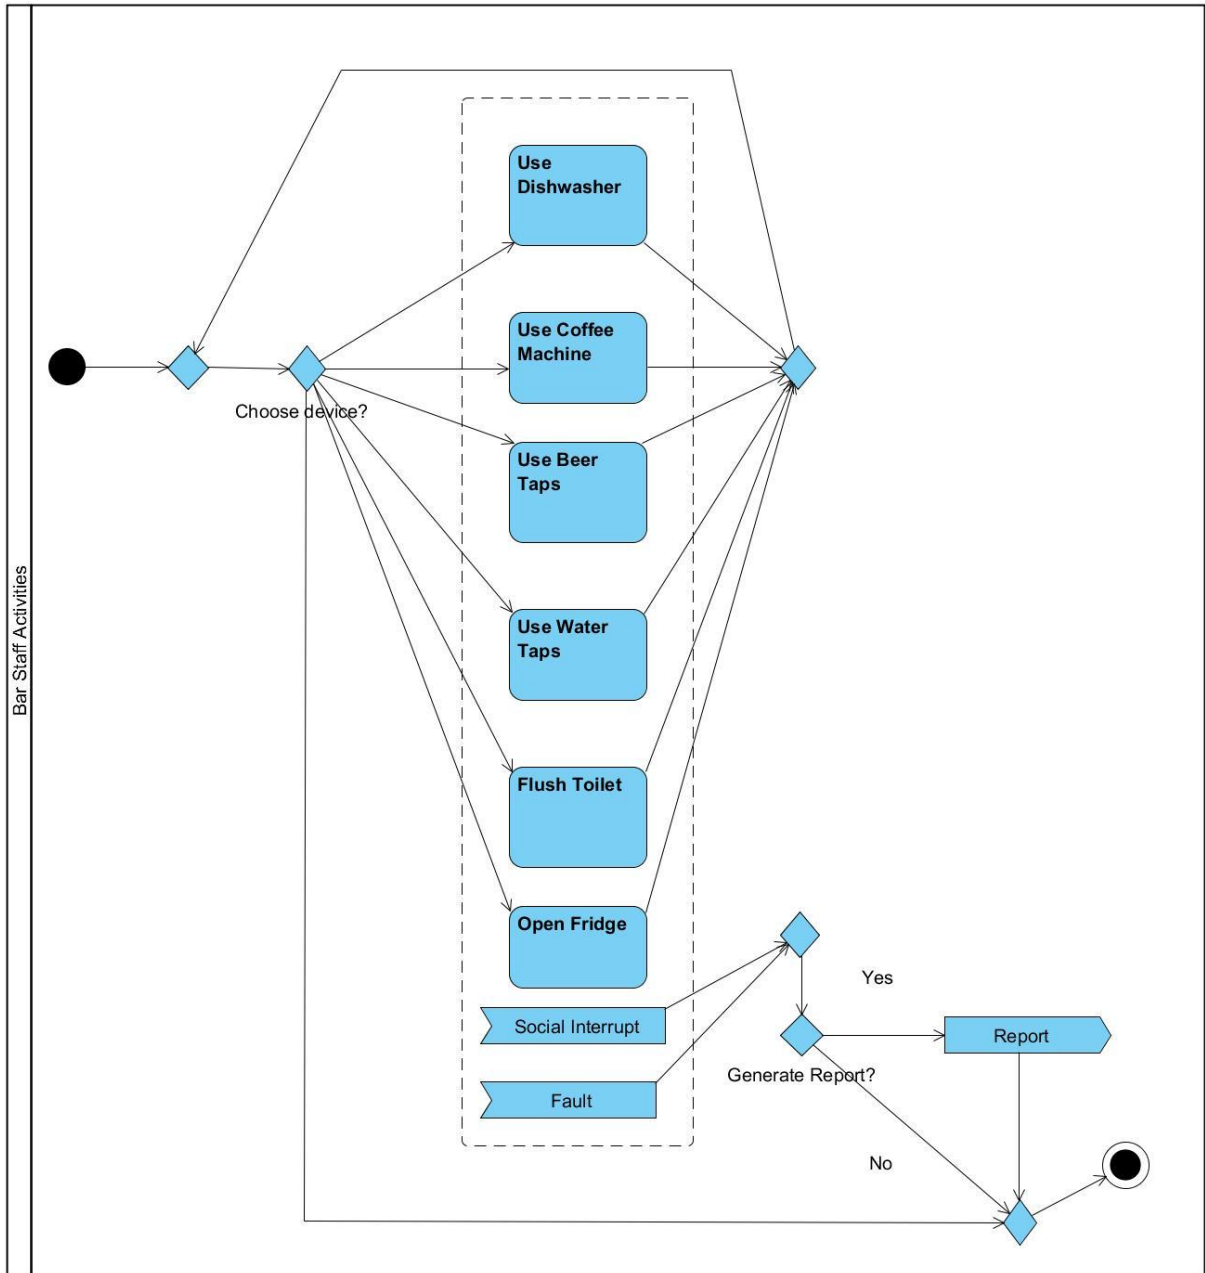 Bar Staff Activities
Use
Dishwasher
Use Coffee
Machine
Choose device?
Use Beer
Taps
Use Water
Taps
Flush Toilet
Open Fridge
Yes
Social Interrupt
Report
Generate Report?
Fault
No